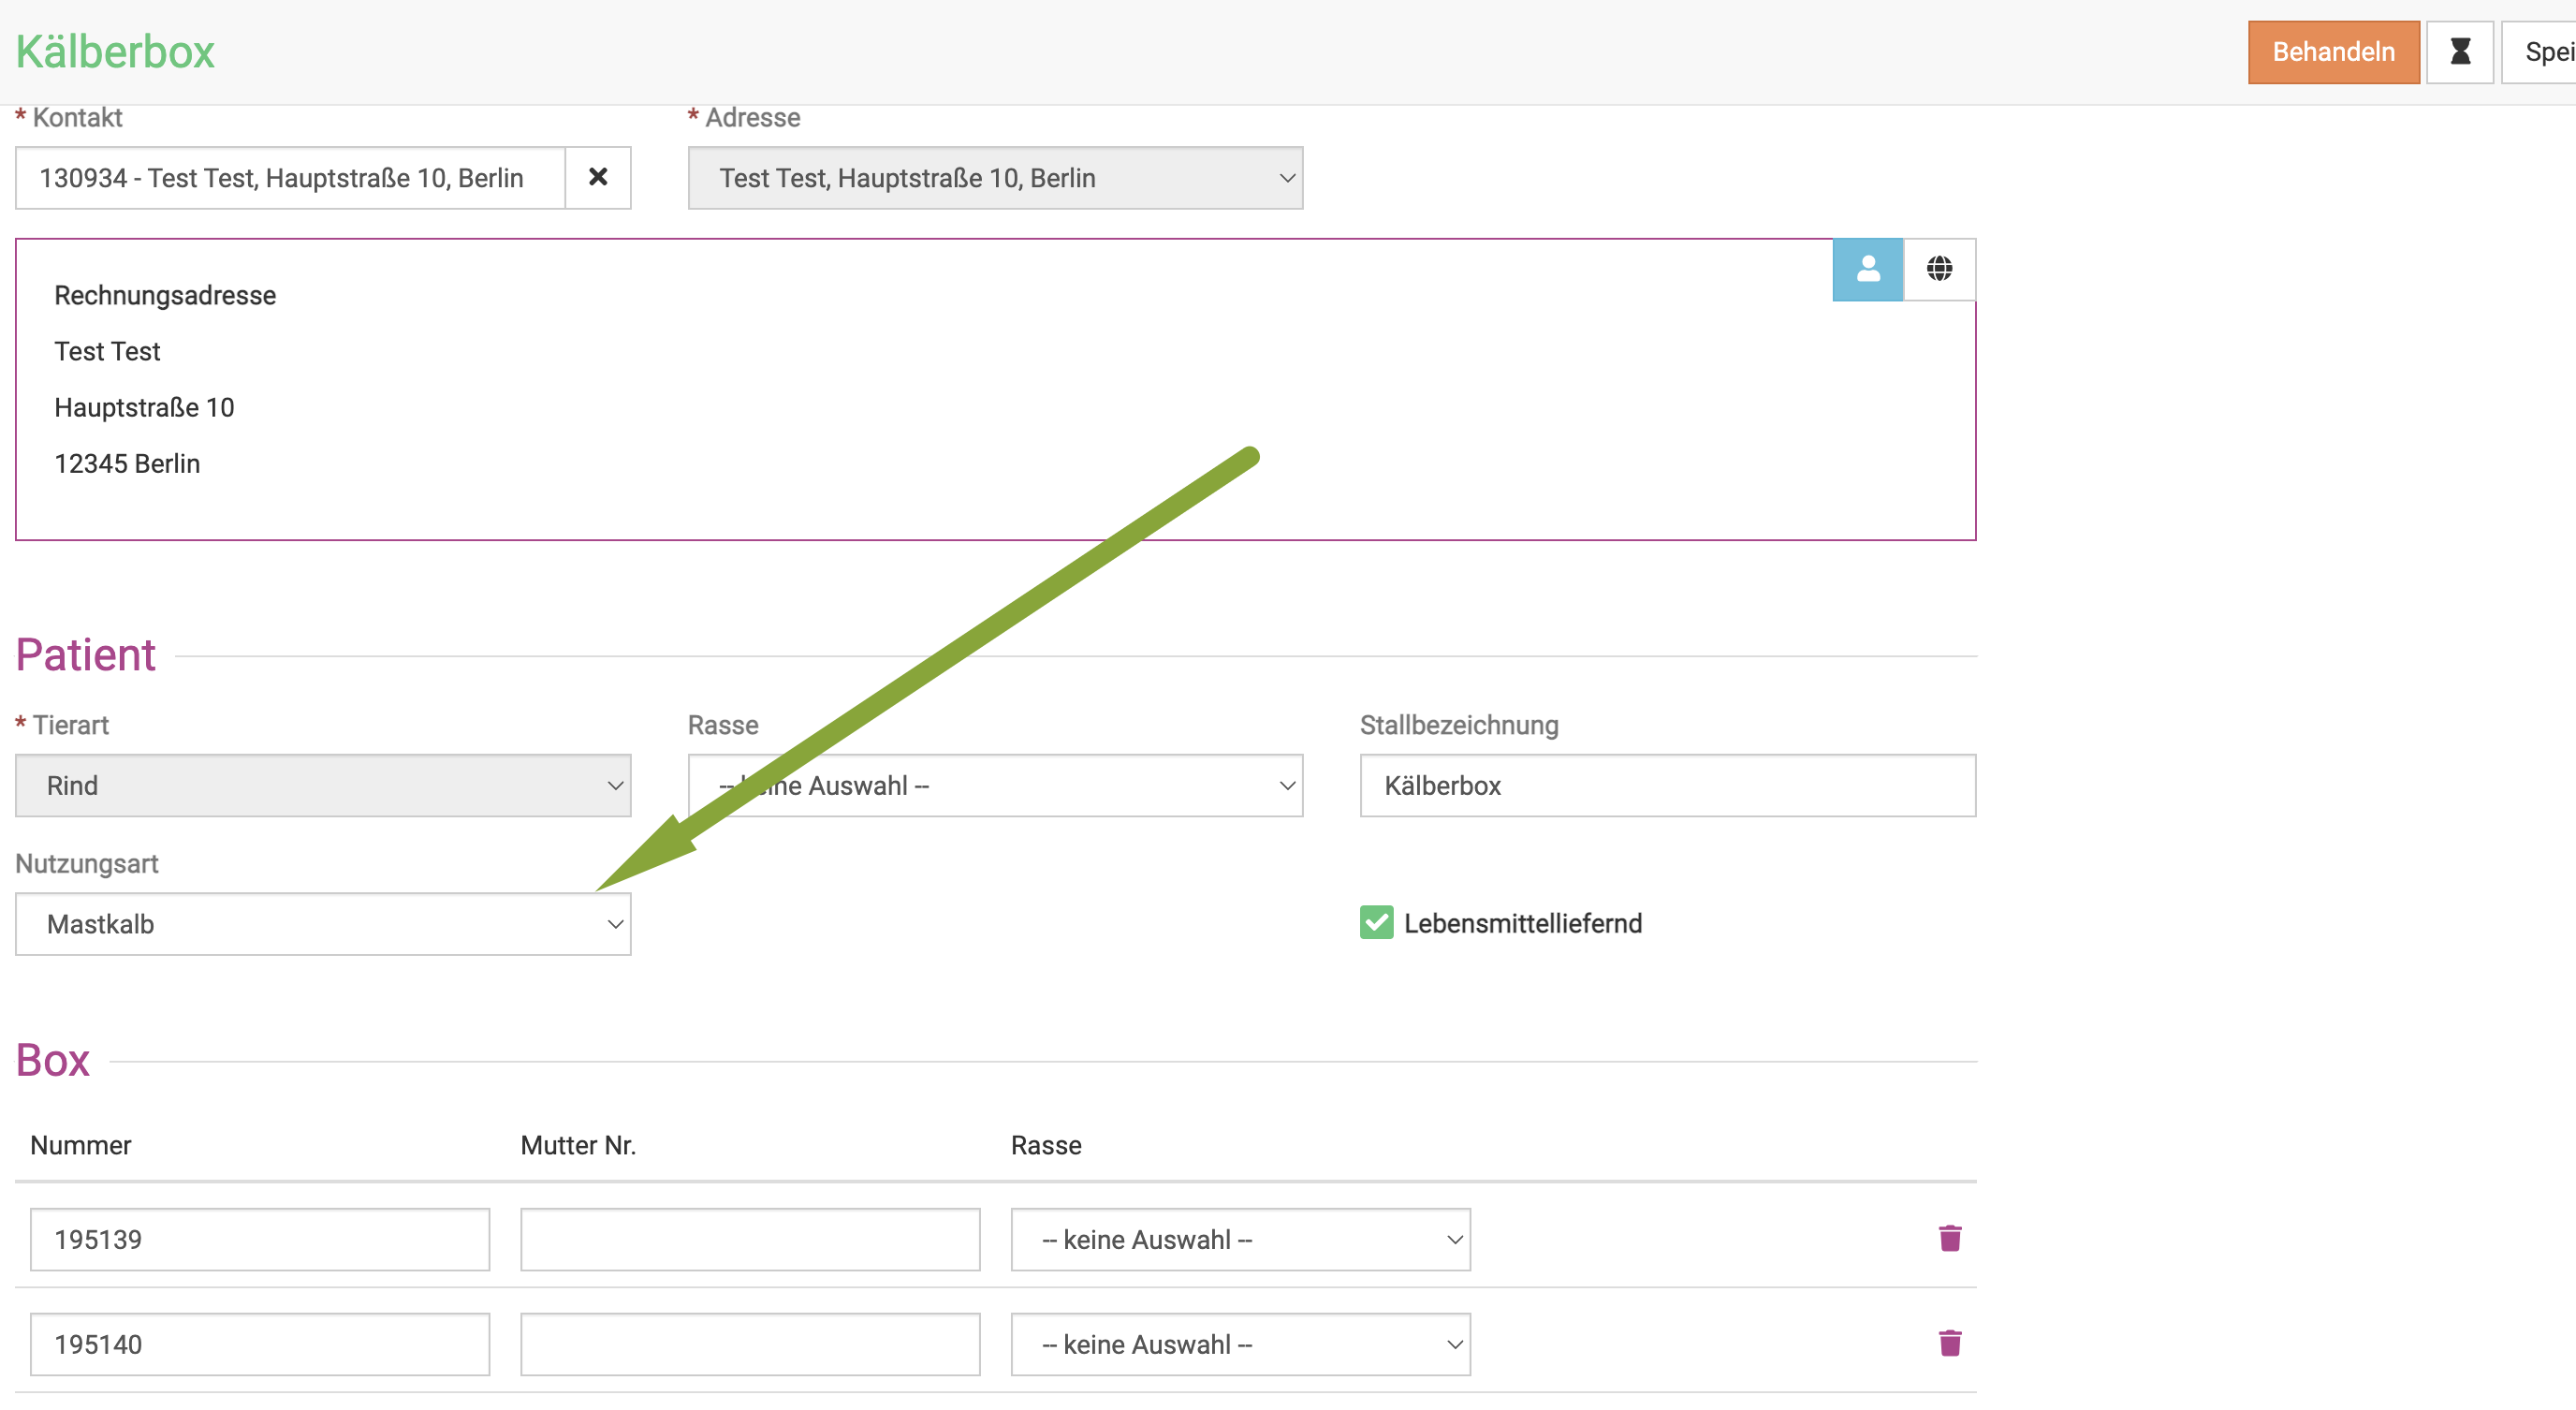 Kälberbox
Behandeln
Spei
* Kontakt
* Adresse
130934 - Test Test, Hauptstraße 10, Berlin
Test Test, Hauptstraße 10, Berlin
Rechnungsadresse
Test Test
Hauptstraße 10
12345 Berlin
Patient
* Tierart
Rasse
Stallbezeichnung
Rind
-- keine Auswahl --
Kälberbox
Nutzungsart
Mastkalb
Lebensmittelliefernd
Box
Nummer
Mutter Nr.
Rasse
195139
-- keine Auswahl --
195140
-- keine Auswahl --